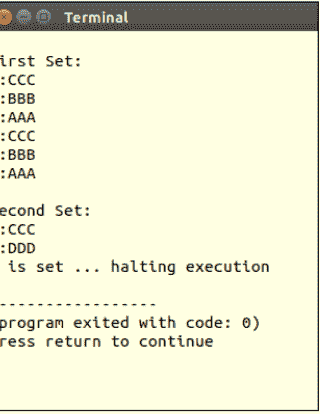 Terminal
irst Set:
:CCC
:BBB
:AAA
:CCC
:BBB
:AAA
econd Set:
:CCC
:DDD
is set ... halting execution
-----------------
program exited with code: 0)
ress return to continue